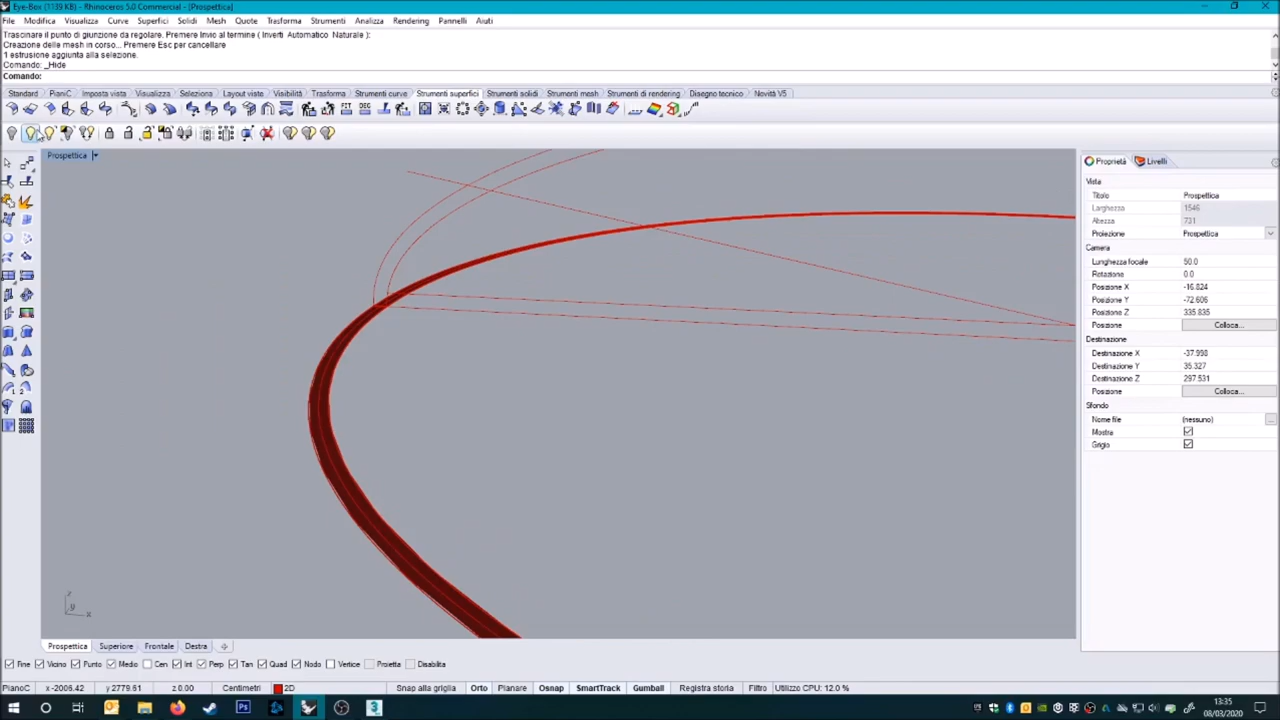 Eye-Box (1139 KB) - Rhinoceros 5.0 Commercial - [Prospettica]
File Modifica Visualizza Curve Superfici Solidi Mesh Quote Trasforma Strumenti Analizza Rendering Pannelli Aiuti
Trascinare il punto di giunzione da regolare. Premere Invio al termine ( Inverti Automatico Naturale ):
Creazione delle mesh in corso... Premere Esc per cancellare
1 estrusione aggiunta alla selezione.
Comando: _Hide
Comando:
Standard PianiC Imposta vista Visualizza Selezione Layout vista Visibilità Trasforma Strumenti curve Strumenti superfici Strumenti solidi Strumenti mesh Strumenti di rendering Disegno tecnico Novità V5
FIT DEG
Prospettica
Proprietà Livelli
Vista
Titolo Prospettica
Larghezza 1546
Altezza 731
Proiezione Prospettica
Camera
Lunghezza focale 50.0
Rotazione 0.0
Posizione X -16.824
Posizione Y -72.606
Posizione Z 335.835
Posizione Colloca...
Destinazione
Destinazione X -37.998
Destinazione Y 35.327
Destinazione Z 297.531
Posizione Colloca...
Sfondo
Nome file (nessuno)
Mostra
Grigio
z
y
x
Prospettica Superiore Frontale Destra
Fine Vicino Punto Medio Cen Int Perp Tan Quad Nodo Vertice Proietta Disabilita
PianoC x -2006.42 y 2779.61 z 0.00 Centimetri 2D Snap alla griglia Orto Planare Osnap SmartTrack Gumball Registra storia Filtro Utilizzo CPU: 12.0 %
13:35
08/03/2020